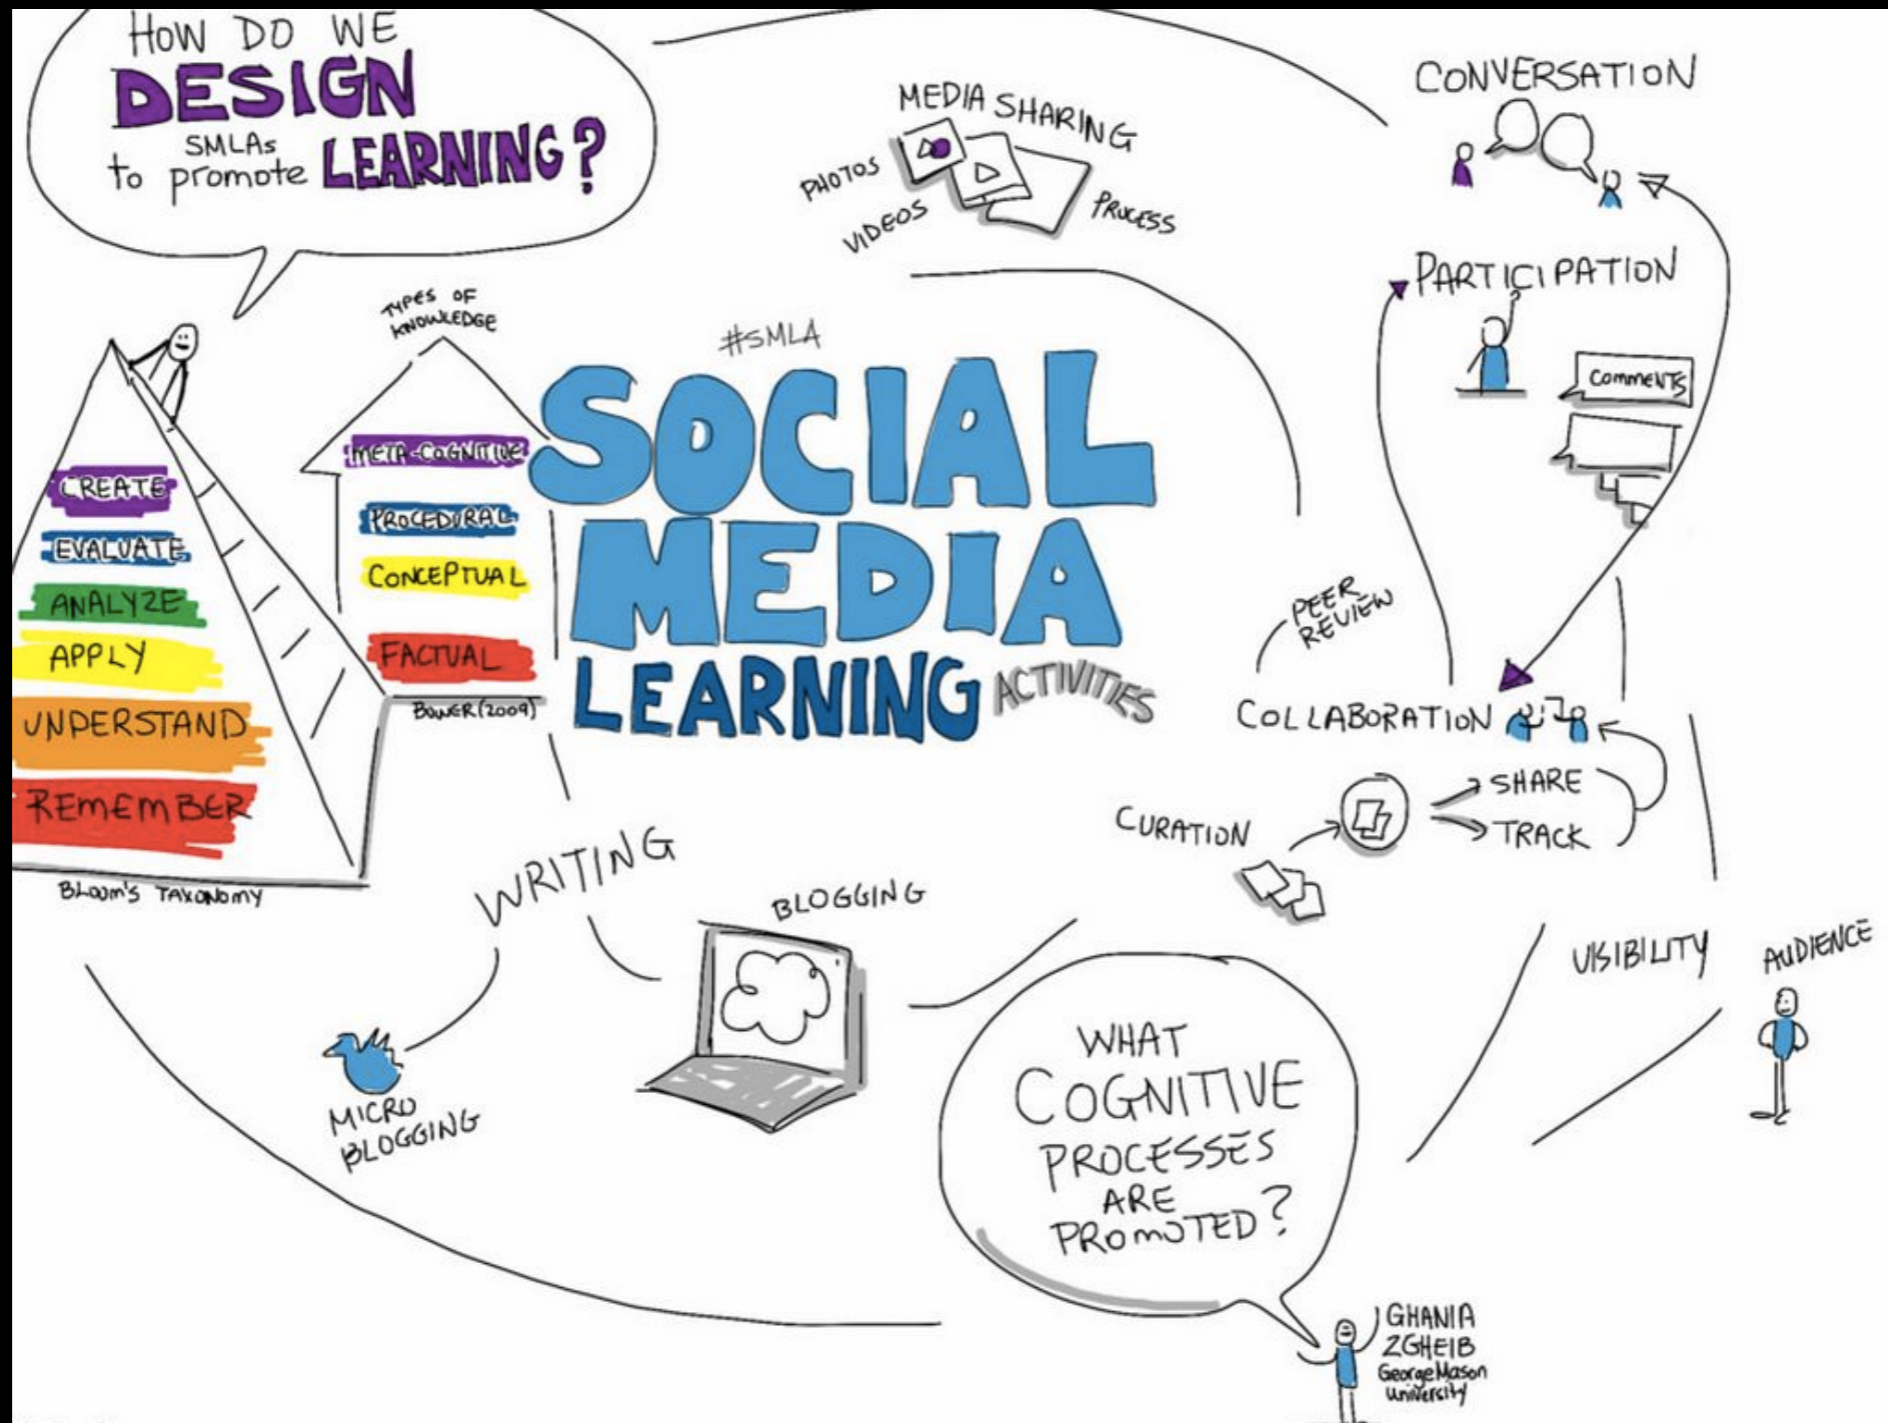 HOW DO WE
DESIGN
SMLAs
to promote LEARNING?
MEDIA SHARING
PHOTOS
VIDEOS
PROCESS
CONVERSATION
PARTICIPATION
COMMENTS
TYPES OF
KNOWLEDGE
META-COGNITIVE
PROCEDURAL
CONCEPTUAL
FACTUAL
BOWER (2009)
CREATE
EVALUATE
ANALYZE
APPLY
UNDERSTAND
REMEMBER
BLOOM'S TAXONOMY
#SMLA
SOCIAL
MEDIA
LEARNING ACTIVITIES
PEER
REVIEW
COLLABORATION
CURATION
SHARE
TRACK
WRITING
BLOGGING
MICRO
BLOGGING
VISIBILITY
AUDIENCE
WHAT
COGNITIVE
PROCESSES
ARE
PROMOTED?
GHANIA
ZGHEIB
George Mason
University